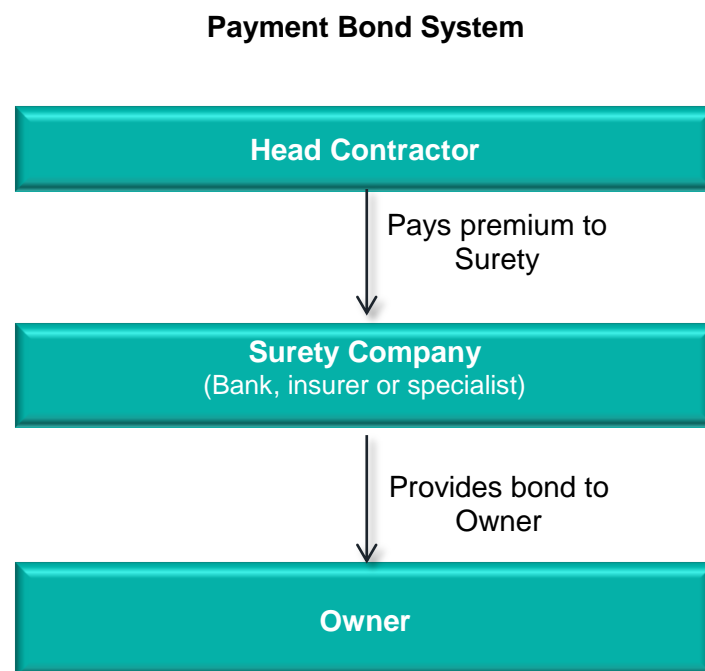 Payment Bond System
Head Contractor
Pays premium to
Surety
Surety Company
(Bank, insurer or specialist)
Provides bond to
Owner
Owner